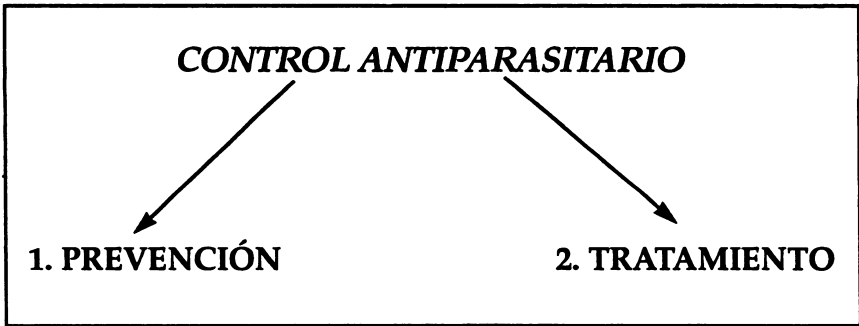 CONTROL ANTIPARASITARIO
1. PREVENCIÓN
2. TRATAMIENTO